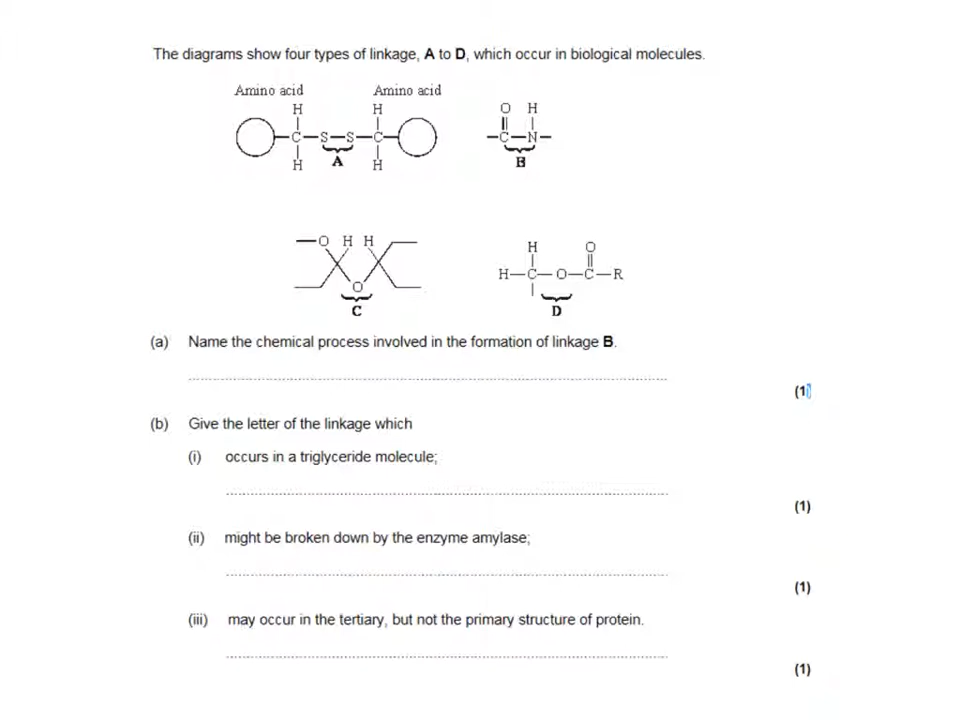 The diagrams show four types of linkage, A to D, which occur in biological molecules.
Amino acid Amino acid
H H O H
C S S C C N
H A H B
O H H H O
H C O C R
O
C D
(a) Name the chemical process involved in the formation of linkage B.
(1)
(b) Give the letter of the linkage which
(i) occurs in a triglyceride molecule;
(1)
(ii) might be broken down by the enzyme amylase;
(1)
(iii) may occur in the tertiary, but not the primary structure of protein.
(1)